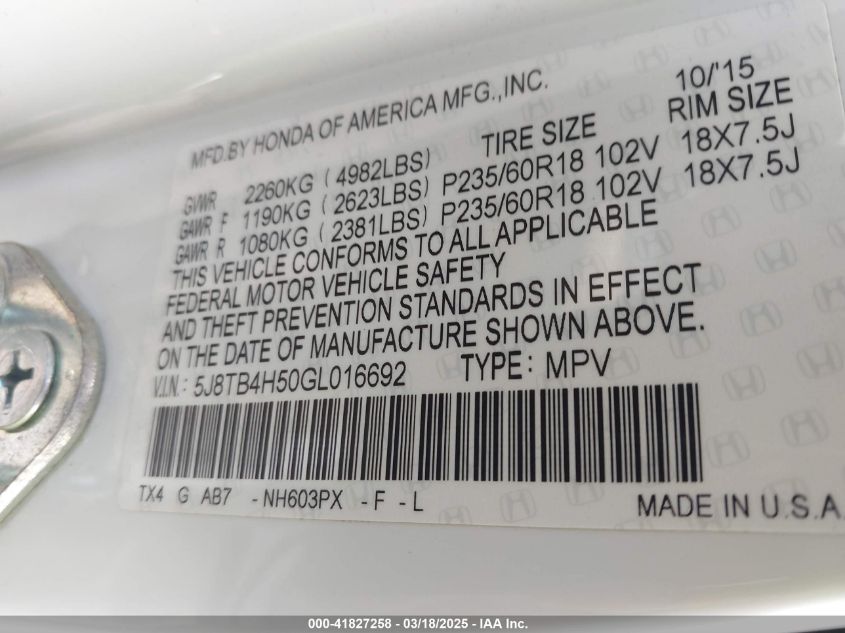 MFD.BY HONDA OF AMERICA MFG.,INC. 10/'15
TIRE SIZE RIM SIZE
GVWR 2260KG (4982LBS)
GAWR F 1190KG (2623LBS) P235/60R18 102V 18X7.5J
GAWR R 1080KG (2381LBS) P235/60R18 102V 18X7.5J
THIS VEHICLE CONFORMS TO ALL APPLICABLE
FEDERAL MOTOR VEHICLE SAFETY
AND THEFT PREVENTION STANDARDS IN EFFECT
ON THE DATE OF MANUFACTURE SHOWN ABOVE.
V.I.N.: 5J8TB4H50GL016692 TYPE: MPV
TX4 G AB7 -NH603PX -F -L MADE IN U.S.A.
000-41827258 - 03/18/2025 - IAA Inc.